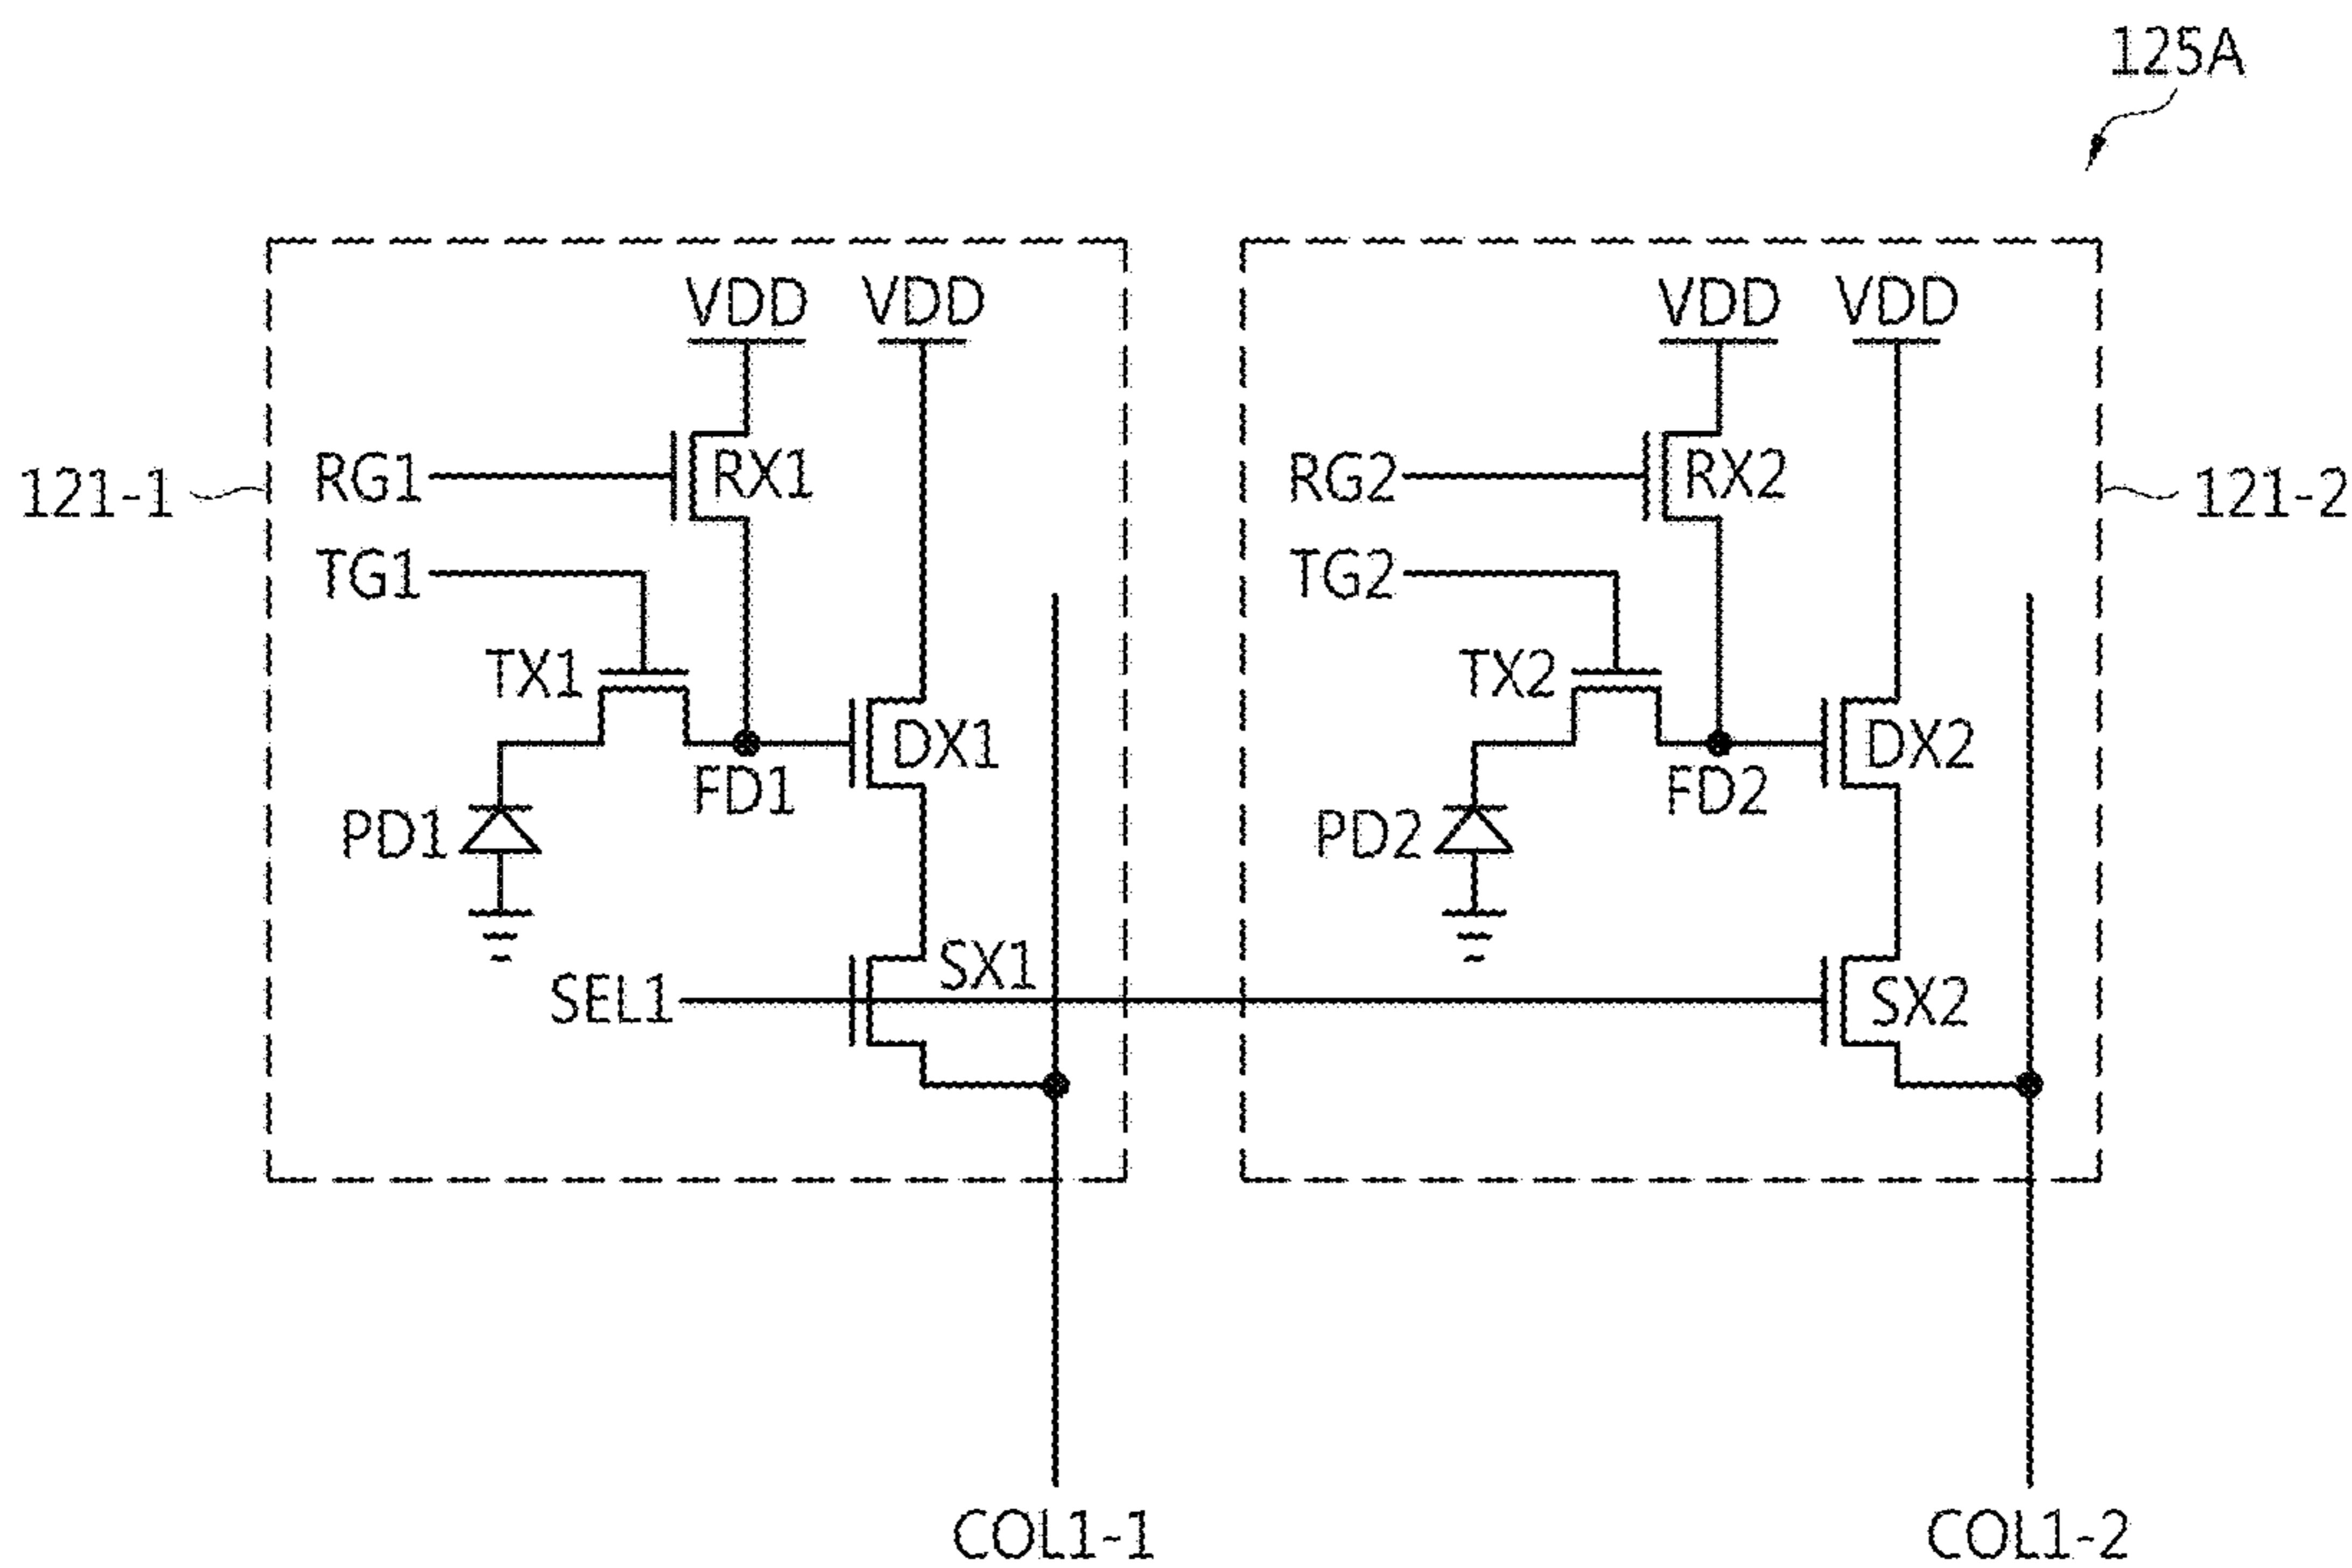 125A
VDD VDD
VDD VDD
121-1
RG1
RX1
RG2
RX2
121-2
TG1
TG2
TX1
TX2
DX1
DX2
FD1
FD2
PD1
PD2
SX1
SEL1
SX2
COL1-1
COL1-2